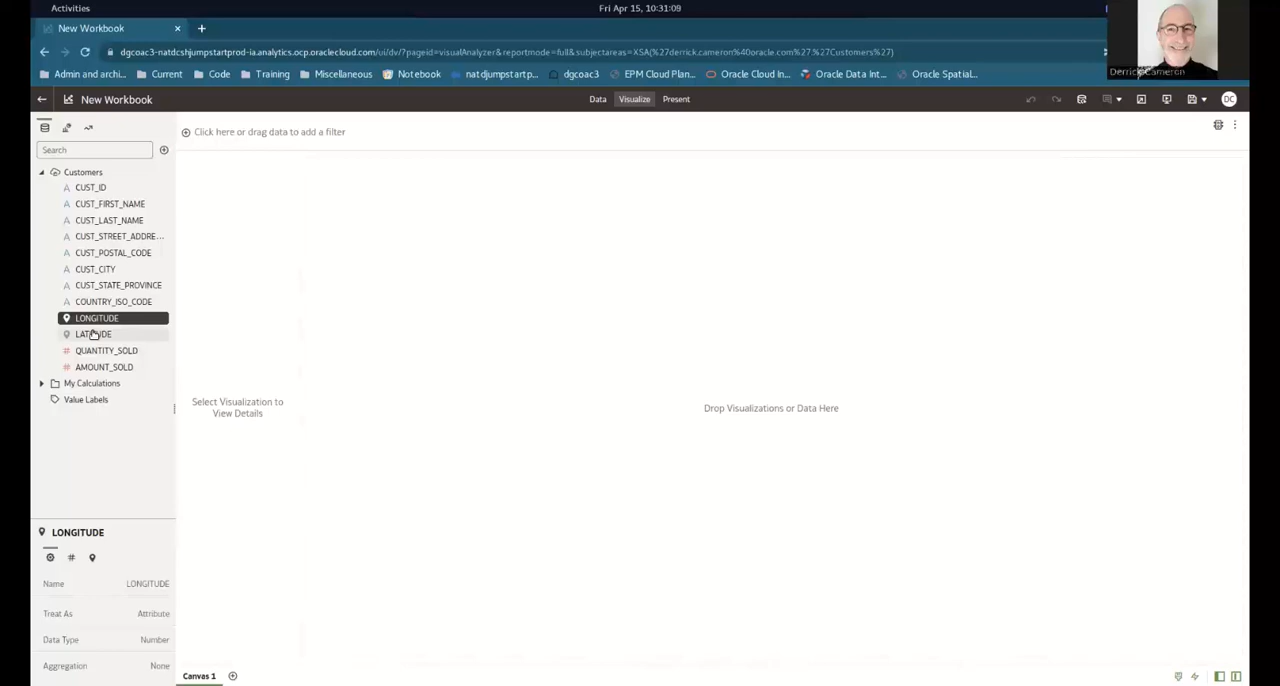 Activities
Fri Apr 15, 10:31:09
New Workbook
dgcoac3-natdcshjumpstartprod-ia.analytics.ocp.oraclecloud.com/ui/dv/?pageid=visualAnalyzer&reportmode=full&subjectareas=XSA(%27derrick.cameron%40oracle.com%27.%27Customers%27)
Admin and archi... Current Code Training Miscellaneous Notebook natdjumpstartp... dgcoac3 EPM Cloud Plan... Oracle Cloud In... Oracle Data Int... Oracle Spatial...
Derrick Cameron
New Workbook
Data Visualize Present
DC
Search
Click here or drag data to add a filter
Customers
CUST_ID
CUST_FIRST_NAME
CUST_LAST_NAME
CUST_STREET_ADDRE...
CUST_POSTAL_CODE
CUST_CITY
CUST_STATE_PROVINCE
COUNTRY_ISO_CODE
LONGITUDE
LATITUDE
QUANTITY_SOLD
AMOUNT_SOLD
My Calculations
Value Labels
Select Visualization to
View Details
Drop Visualizations or Data Here
LONGITUDE
Name LONGITUDE
Treat As Attribute
Data Type Number
Aggregation None
Canvas 1